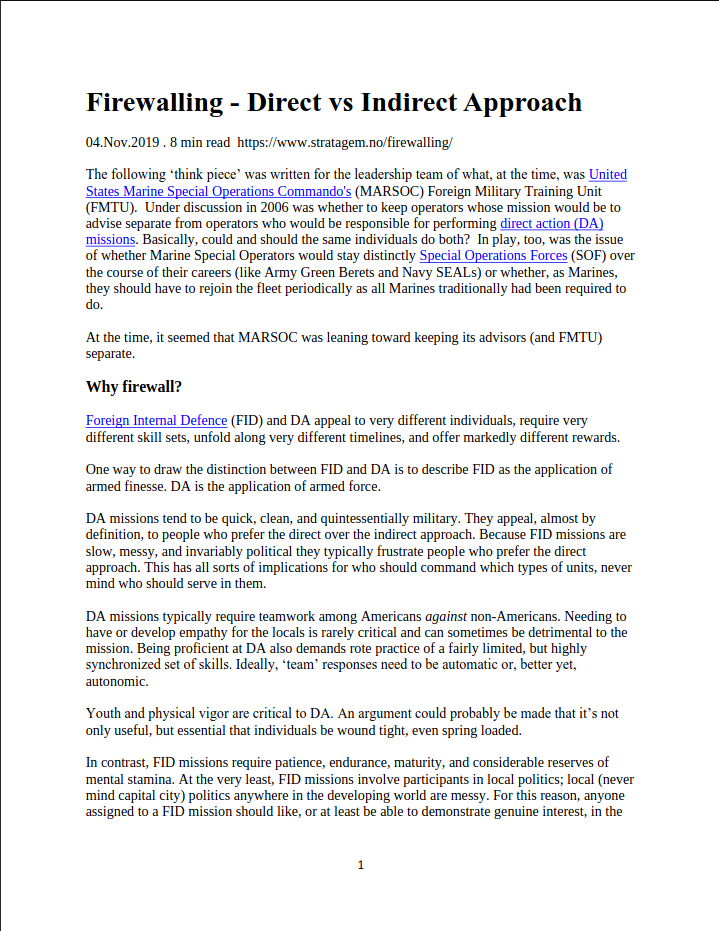 Firewalling - Direct vs Indirect Approach
04.Nov.2019 . 8 min read  https://www.stratagem.no/firewalling/
The following ‘think piece’ was written for the leadership team of what, at the time, was United
States Marine Special Operations Commando's (MARSOC) Foreign Military Training Unit
(FMTU).  Under discussion in 2006 was whether to keep operators whose mission would be to
advise separate from operators who would be responsible for performing direct action (DA)
missions. Basically, could and should the same individuals do both?  In play, too, was the issue
of whether Marine Special Operators would stay distinctly Special Operations Forces (SOF) over
the course of their careers (like Army Green Berets and Navy SEALs) or whether, as Marines,
they should have to rejoin the fleet periodically as all Marines traditionally had been required to
do.
At the time, it seemed that MARSOC was leaning toward keeping its advisors (and FMTU)
separate.
Why firewall?
Foreign Internal Defence (FID) and DA appeal to very different individuals, require very
different skill sets, unfold along very different timelines, and offer markedly different rewards.
One way to draw the distinction between FID and DA is to describe FID as the application of
armed finesse. DA is the application of armed force.
DA missions tend to be quick, clean, and quintessentially military. They appeal, almost by
definition, to people who prefer the direct over the indirect approach. Because FID missions are
slow, messy, and invariably political they typically frustrate people who prefer the direct
approach. This has all sorts of implications for who should command which types of units, never
mind who should serve in them.
DA missions typically require teamwork among Americans against non-Americans. Needing to
have or develop empathy for the locals is rarely critical and can sometimes be detrimental to the
mission. Being proficient at DA also demands rote practice of a fairly limited, but highly
synchronized set of skills. Ideally, ‘team’ responses need to be automatic or, better yet,
autonomic.
Youth and physical vigor are critical to DA. An argument could probably be made that it’s not
only useful, but essential that individuals be wound tight, even spring loaded.
In contrast, FID missions require patience, endurance, maturity, and considerable reserves of
mental stamina. At the very least, FID missions involve participants in local politics; local (never
mind capital city) politics anywhere in the developing world are messy. For this reason, anyone
assigned to a FID mission should like, or at least be able to demonstrate genuine interest, in the
1